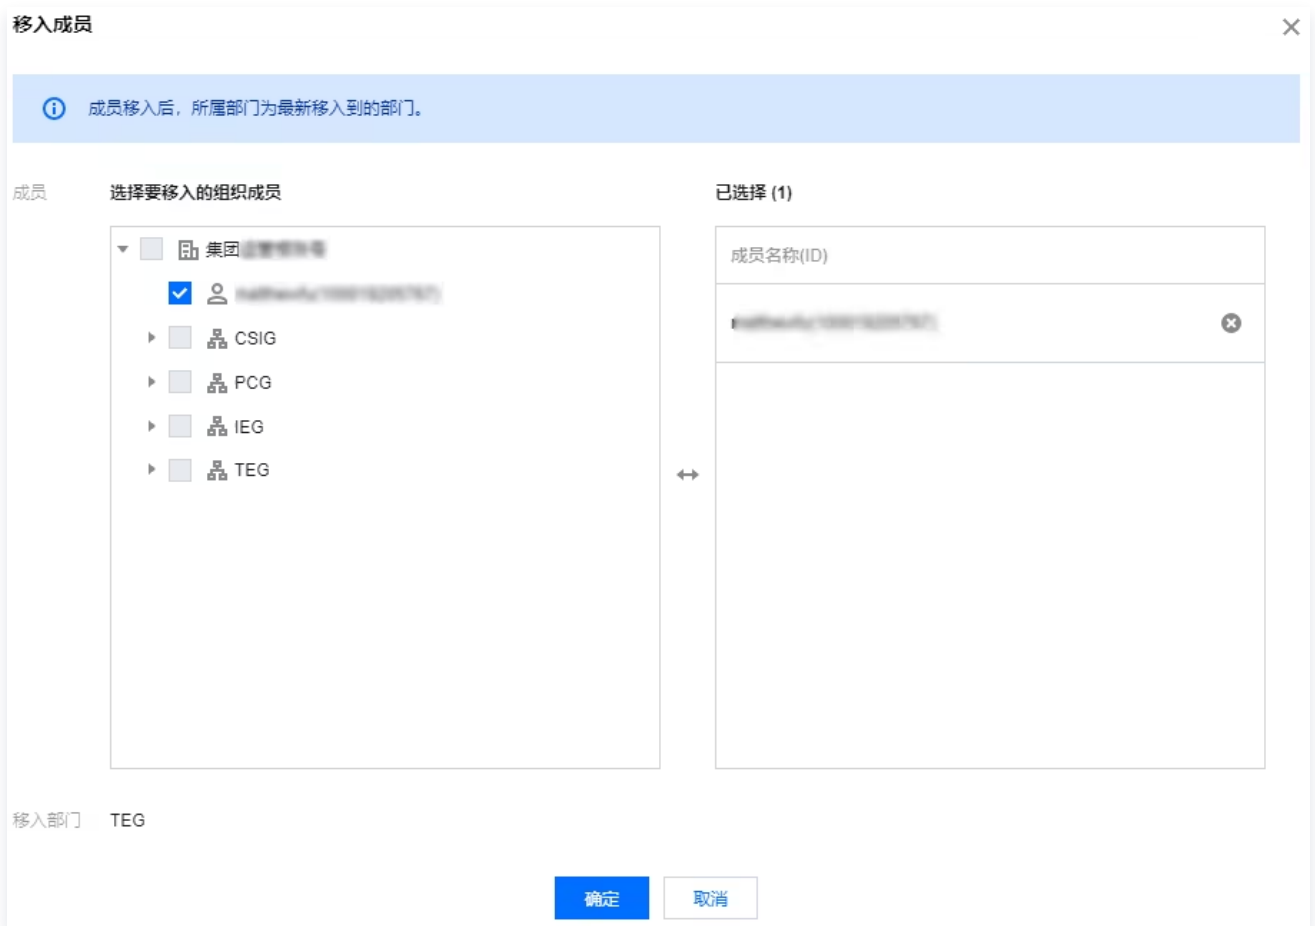 移入成员
成员移入后，所属部门为最新移入到的部门。
成员
选择要移入的组织成员
已选择 (1)
集团
成员名称(ID)
CSIG
PCG
IEG
TEG
移入部门
TEG
确定
取消